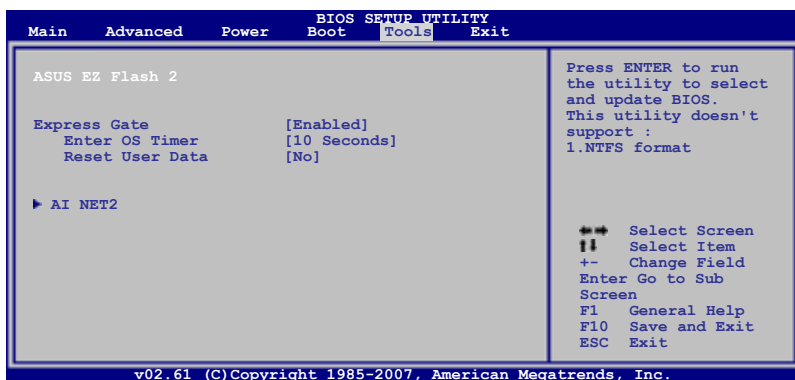 BIOS SETUP UTILITY
Main Advanced Power Boot Tools Exit
ASUS EZ Flash 2
Express Gate [Enabled]
Enter OS Timer [10 Seconds]
Reset User Data [No]
AI NET2
Press ENTER to run
the utility to select
and update BIOS.
This utility doesn't
support :
1.NTFS format
Select Screen
Select Item
+- Change Field
Enter Go to Sub
Screen
F1 General Help
F10 Save and Exit
ESC Exit
v02.61 (C)Copyright 1985-2007, American Megatrends, Inc.